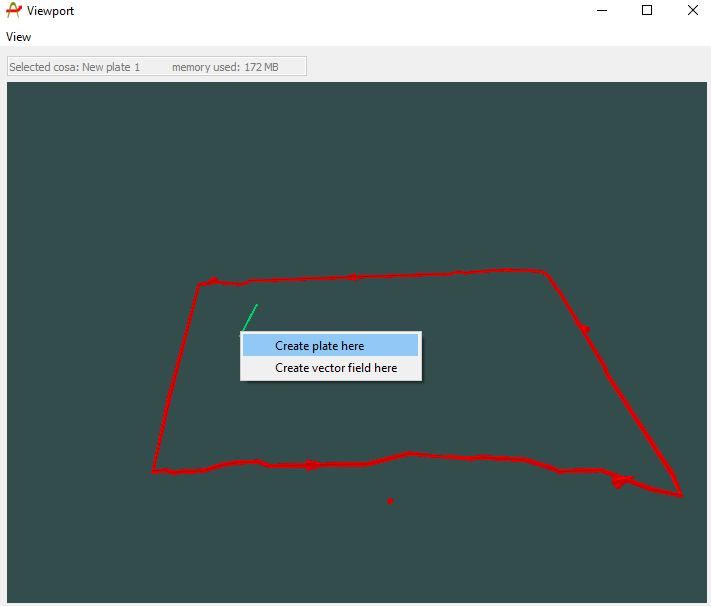 Viewport
View
Selected cosa: New plate 1 memory used: 172 MB
Create plate here
Create vector field here